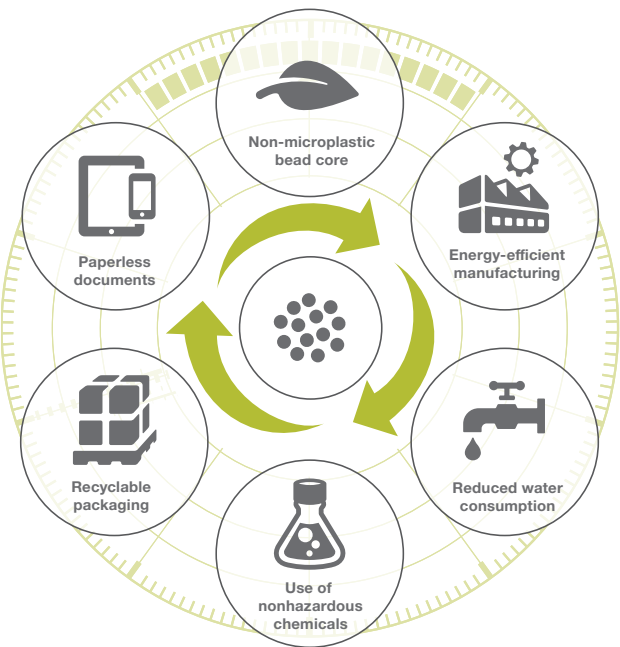 Non-microplastic
bead core
Energy-efficient
manufacturing
Reduced water
consumption
Use of
nonhazardous
chemicals
Recyclable
packaging
Paperless
documents